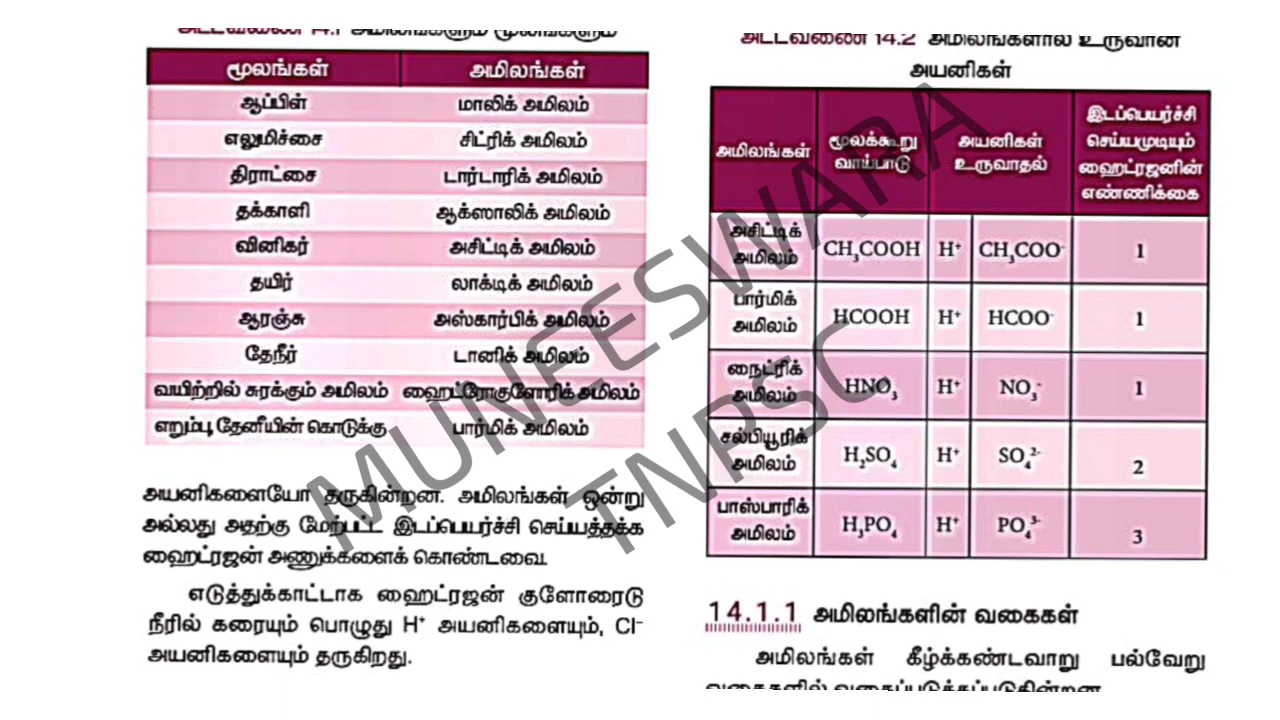 அட்டவணை 14.1 அமிலங்களும் மூலங்களும்
மூலங்கள் அமிலங்கள்
ஆப்பிள் மாலிக் அமிலம்
எலுமிச்சை சிட்ரிக் அமிலம்
திராட்சை டார்டாரிக் அமிலம்
தக்காளி ஆக்ஸாலிக் அமிலம்
வினிகர் அசிட்டிக் அமிலம்
தயிர் லாக்டிக் அமிலம்
ஆரஞ்சு அஸ்கார்பிக் அமிலம்
தேநீர் டானிக் அமிலம்
வயிற்றில் சுரக்கும் அமிலம் ஹைட்ரோகுளோரிக் அமிலம்
எறும்பு, தேனீயின் கொடுக்கு பார்மிக் அமிலம்
அயனிகளையோ தருகின்றன. அமிலங்கள் ஒன்று
அல்லது அதற்கு மேற்பட்ட இடப்பெயர்ச்சி செய்யத்தக்க
ஹைட்ரஜன் அணுக்களைக் கொண்டவை.
எடுத்துக்காட்டாக ஹைட்ரஜன் குளோரைடு
நீரில் கரையும் பொழுது H⁺ அயனிகளையும், Cl⁻
அயனிகளையும் தருகிறது.
அட்டவணை 14.2 அமிலங்களால் உருவான
அயனிகள்
அமிலங்கள் மூலக்கூறு வாய்பாடு அயனிகள் உருவாதல் இடப்பெயர்ச்சி செய்யமுடியும் ஹைட்ரஜனின் எண்ணிக்கை
அசிட்டிக் அமிலம் CH₃COOH H⁺ CH₃COO⁻ 1
பார்மிக் அமிலம் HCOOH H⁺ HCOO⁻ 1
நைட்ரிக் அமிலம் HNO₃ H⁺ NO₃⁻ 1
சல்பியூரிக் அமிலம் H₂SO₄ H⁺ SO₄²⁻ 2
பாஸ்பாரிக் அமிலம் H₃PO₄ H⁺ PO₄³⁻ 3
14.1.1 அமிலங்களின் வகைகள்
அமிலங்கள் கீழ்க்கண்டவாறு பல்வேறு
வகைகளில் வகைப்படுத்தப்படுகின்றன
MUNEESWARA
TNPSC